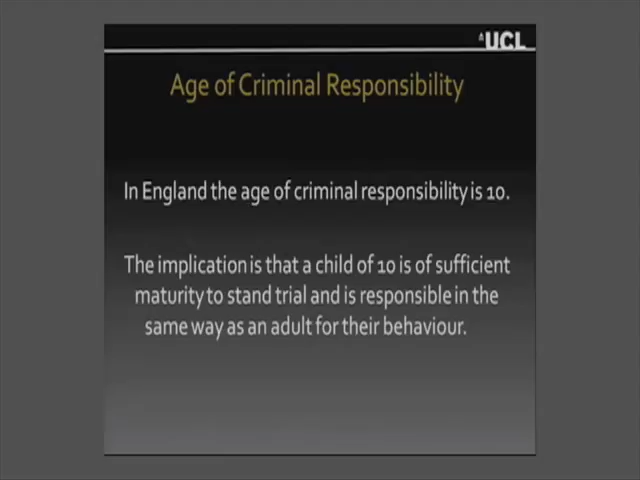 UCL
Age of Criminal Responsibility
In England the age of criminal responsibility is 10.
The implication is that a child of 10 is of sufficient
maturity to stand trial and is responsible in the
same way as an adult for their behaviour.